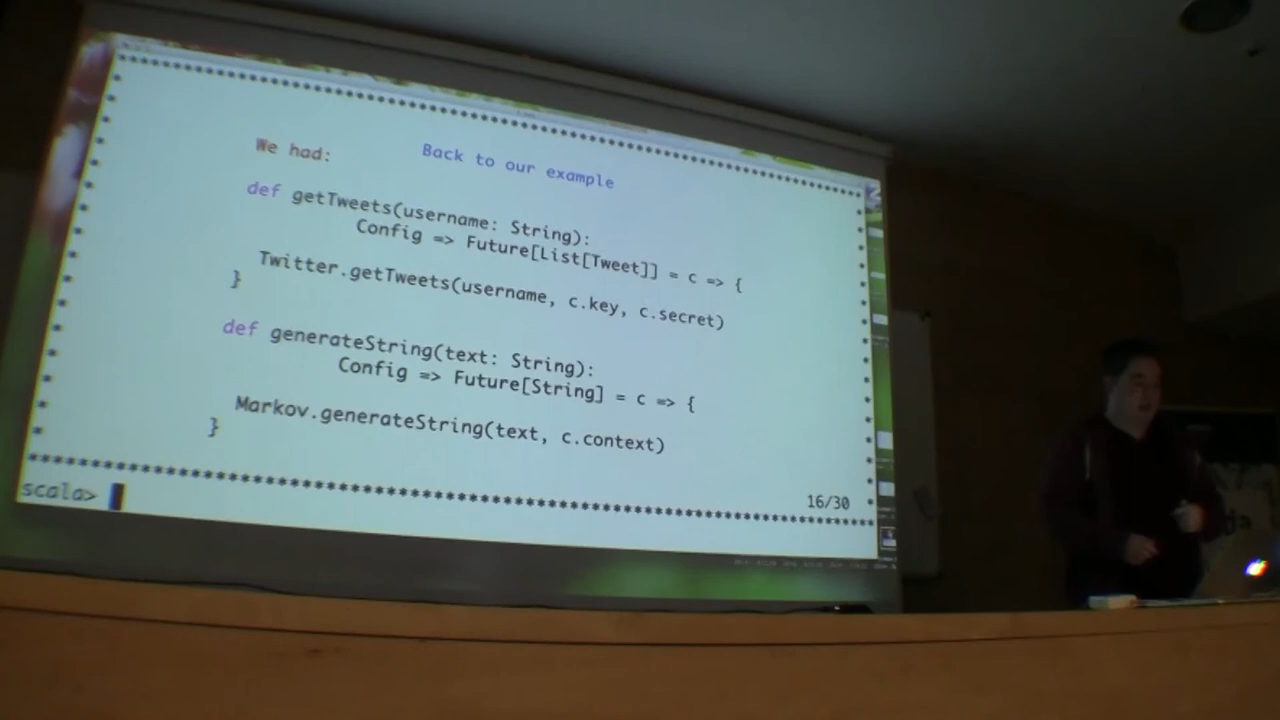 Back to our example
We had:
def getTweets(username: String):
Config => Future[List[Tweet]] = c => {
Twitter.getTweets(username, c.key, c.secret)
}
def generateString(text: String):
Config => Future[String] = c => {
Markov.generateString(text, c.context)
}
16/30
scala>